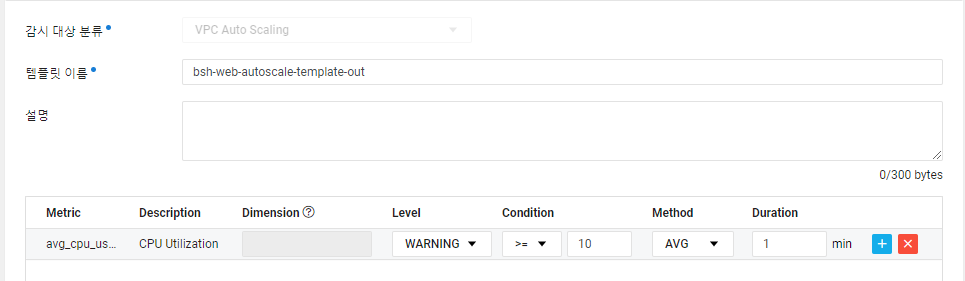 감시 대상 분류
VPC Auto Scaling
템플릿 이름
bsh-web-autoscale-template-out
설명
0/300 bytes
Metric Description Dimension ? Level Condition Method Duration
avg_cpu_us... CPU Utilization WARNING >= 10 AVG 1 min + ×